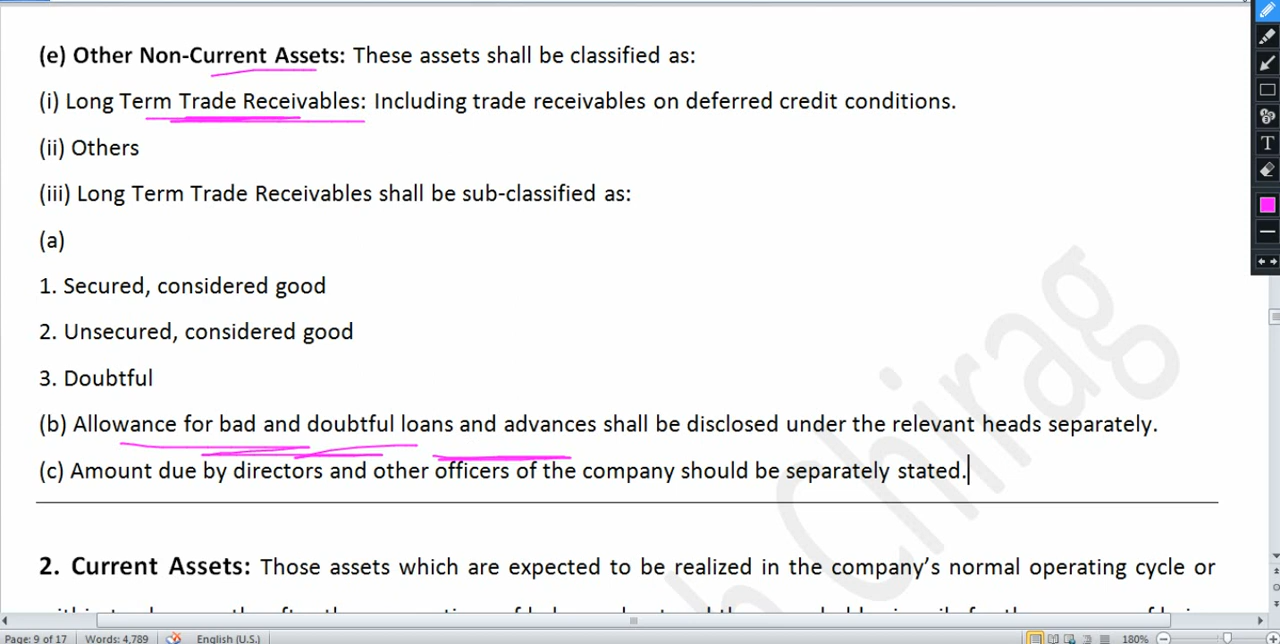 (e) Other Non-Current Assets: These assets shall be classified as:
(i) Long Term Trade Receivables: Including trade receivables on deferred credit conditions.
(ii) Others
(iii) Long Term Trade Receivables shall be sub-classified as:
(a)
1. Secured, considered good
2. Unsecured, considered good
3. Doubtful
(b) Allowance for bad and doubtful loans and advances shall be disclosed under the relevant heads separately.
(c) Amount due by directors and other officers of the company should be separately stated.
2. Current Assets: Those assets which are expected to be realized in the company's normal operating cycle or
Chirag
Page: 9 of 17 Words: 4,789 English (U.S.) 180%